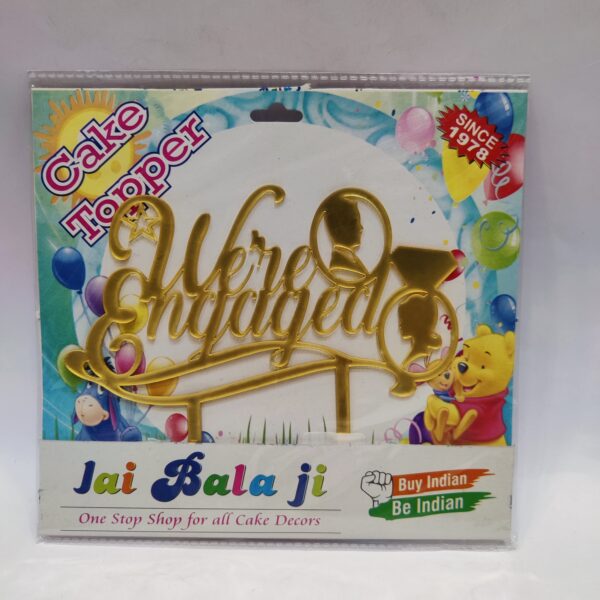 Cake
Topper
SINCE
1978
We're
Engaged
Jai Bala ji
One Stop Shop for all Cake Decors
Buy Indian
Be Indian